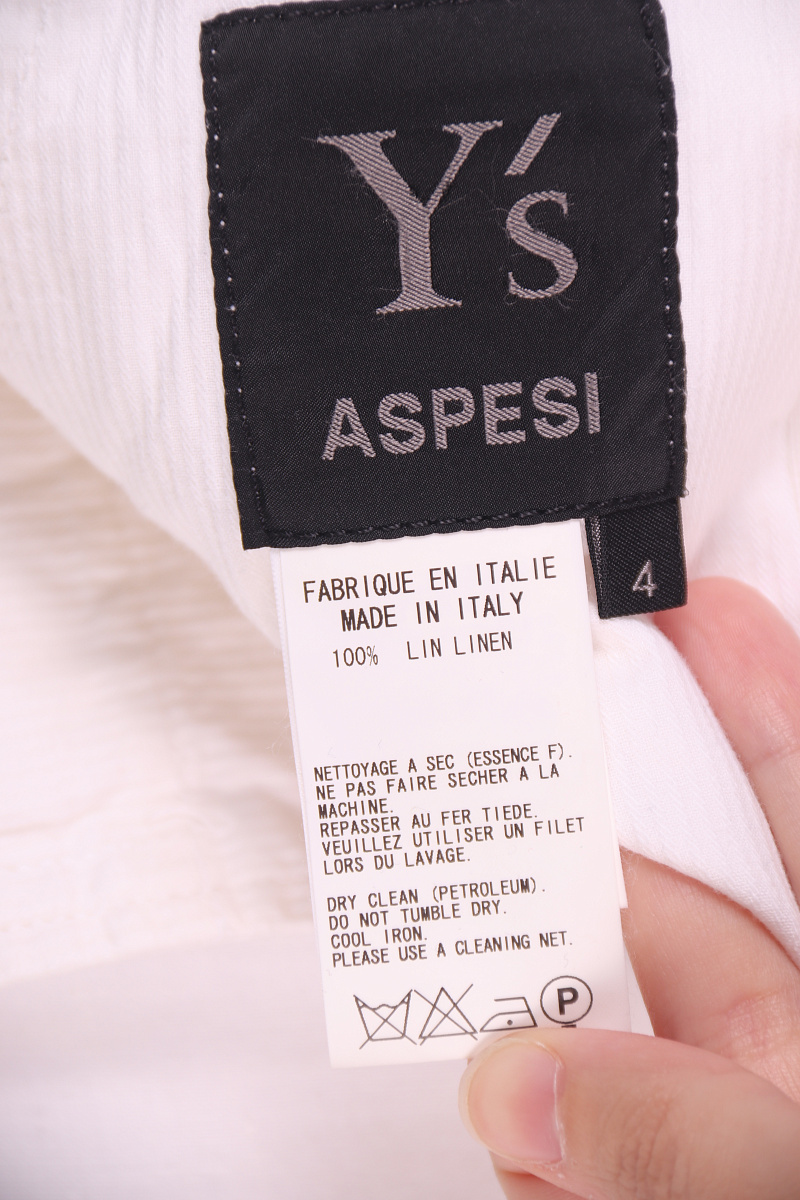 Y's
ASPESI
4
FABRIQUE EN ITALIE
MADE IN ITALY
100% LIN LINEN
NETTOYAGE A SEC (ESSENCE F).
NE PAS FAIRE SECHER A LA
MACHINE.
REPASSER AU FER TIEDE.
VEUILLEZ UTILISER UN FILET
LORS DU LAVAGE.
DRY CLEAN (PETROLEUM).
DO NOT TUMBLE DRY.
COOL IRON.
PLEASE USE A CLEANING NET.
P